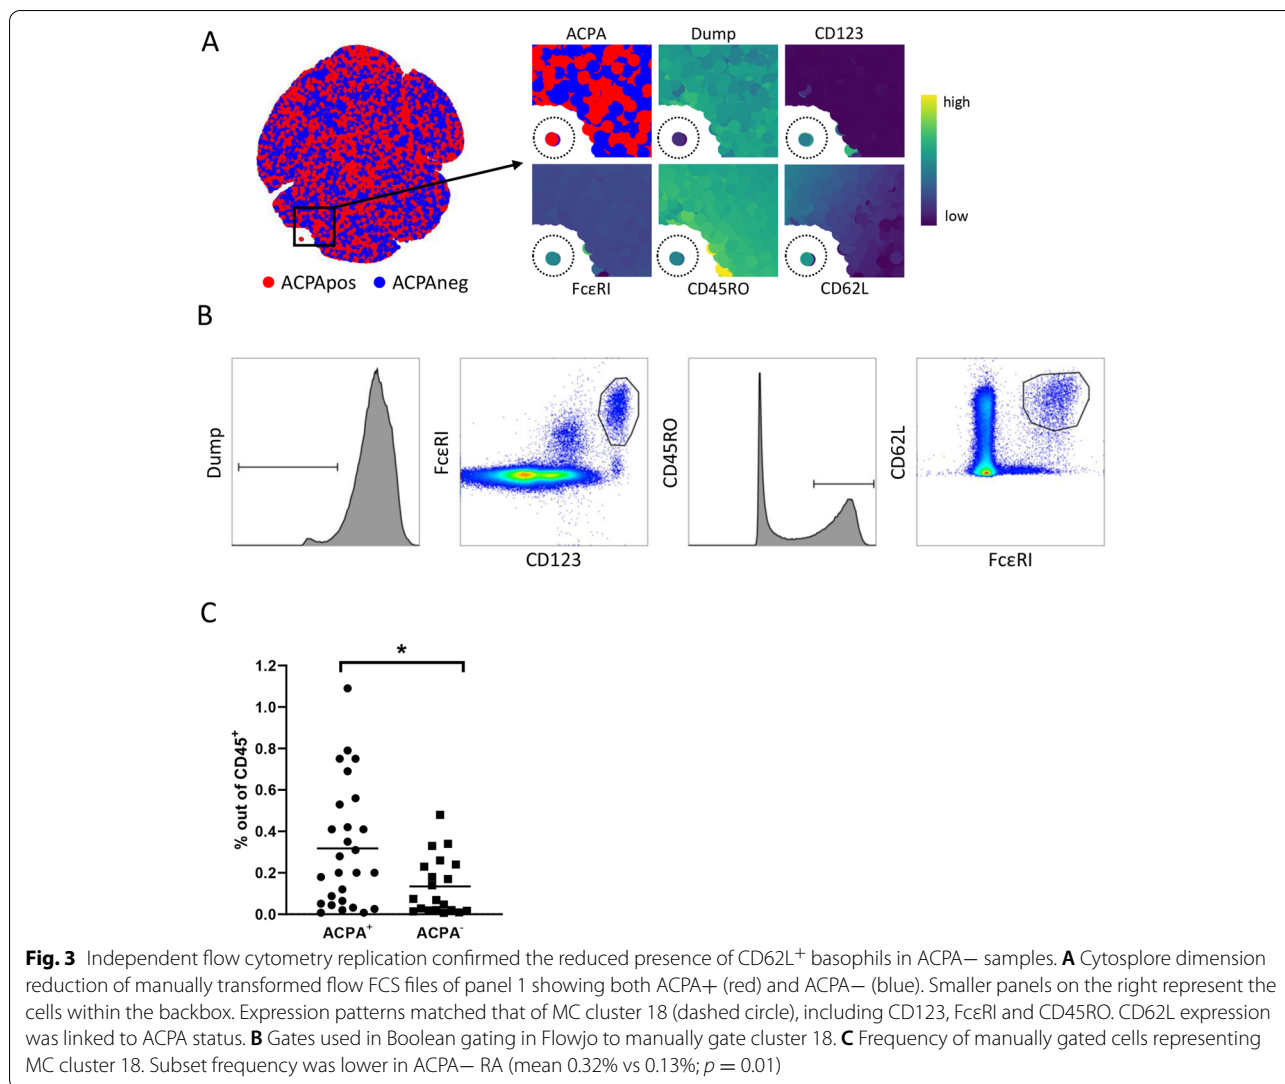 A
ACPA
Dump
CD123
high
low
FcεRI
CD45RO
CD62L
ACPApos
ACPAneg
B
Dump
FcεRI
CD123
CD45RO
CD62L
FcεRI
C
*
% out of CD45+
1.2
1.0
0.8
0.6
0.4
0.2
0.0
ACPA+
ACPA-
Fig. 3 Independent flow cytometry replication confirmed the reduced presence of CD62L+ basophils in ACPA− samples. A Cytosplore dimension
reduction of manually transformed flow FCS files of panel 1 showing both ACPA+ (red) and ACPA− (blue). Smaller panels on the right represent the
cells within the backbox. Expression patterns matched that of MC cluster 18 (dashed circle), including CD123, FcεRI and CD45RO. CD62L expression
was linked to ACPA status. B Gates used in Boolean gating in Flowjo to manually gate cluster 18. C Frequency of manually gated cells representing
MC cluster 18. Subset frequency was lower in ACPA− RA (mean 0.32% vs 0.13%; p = 0.01)